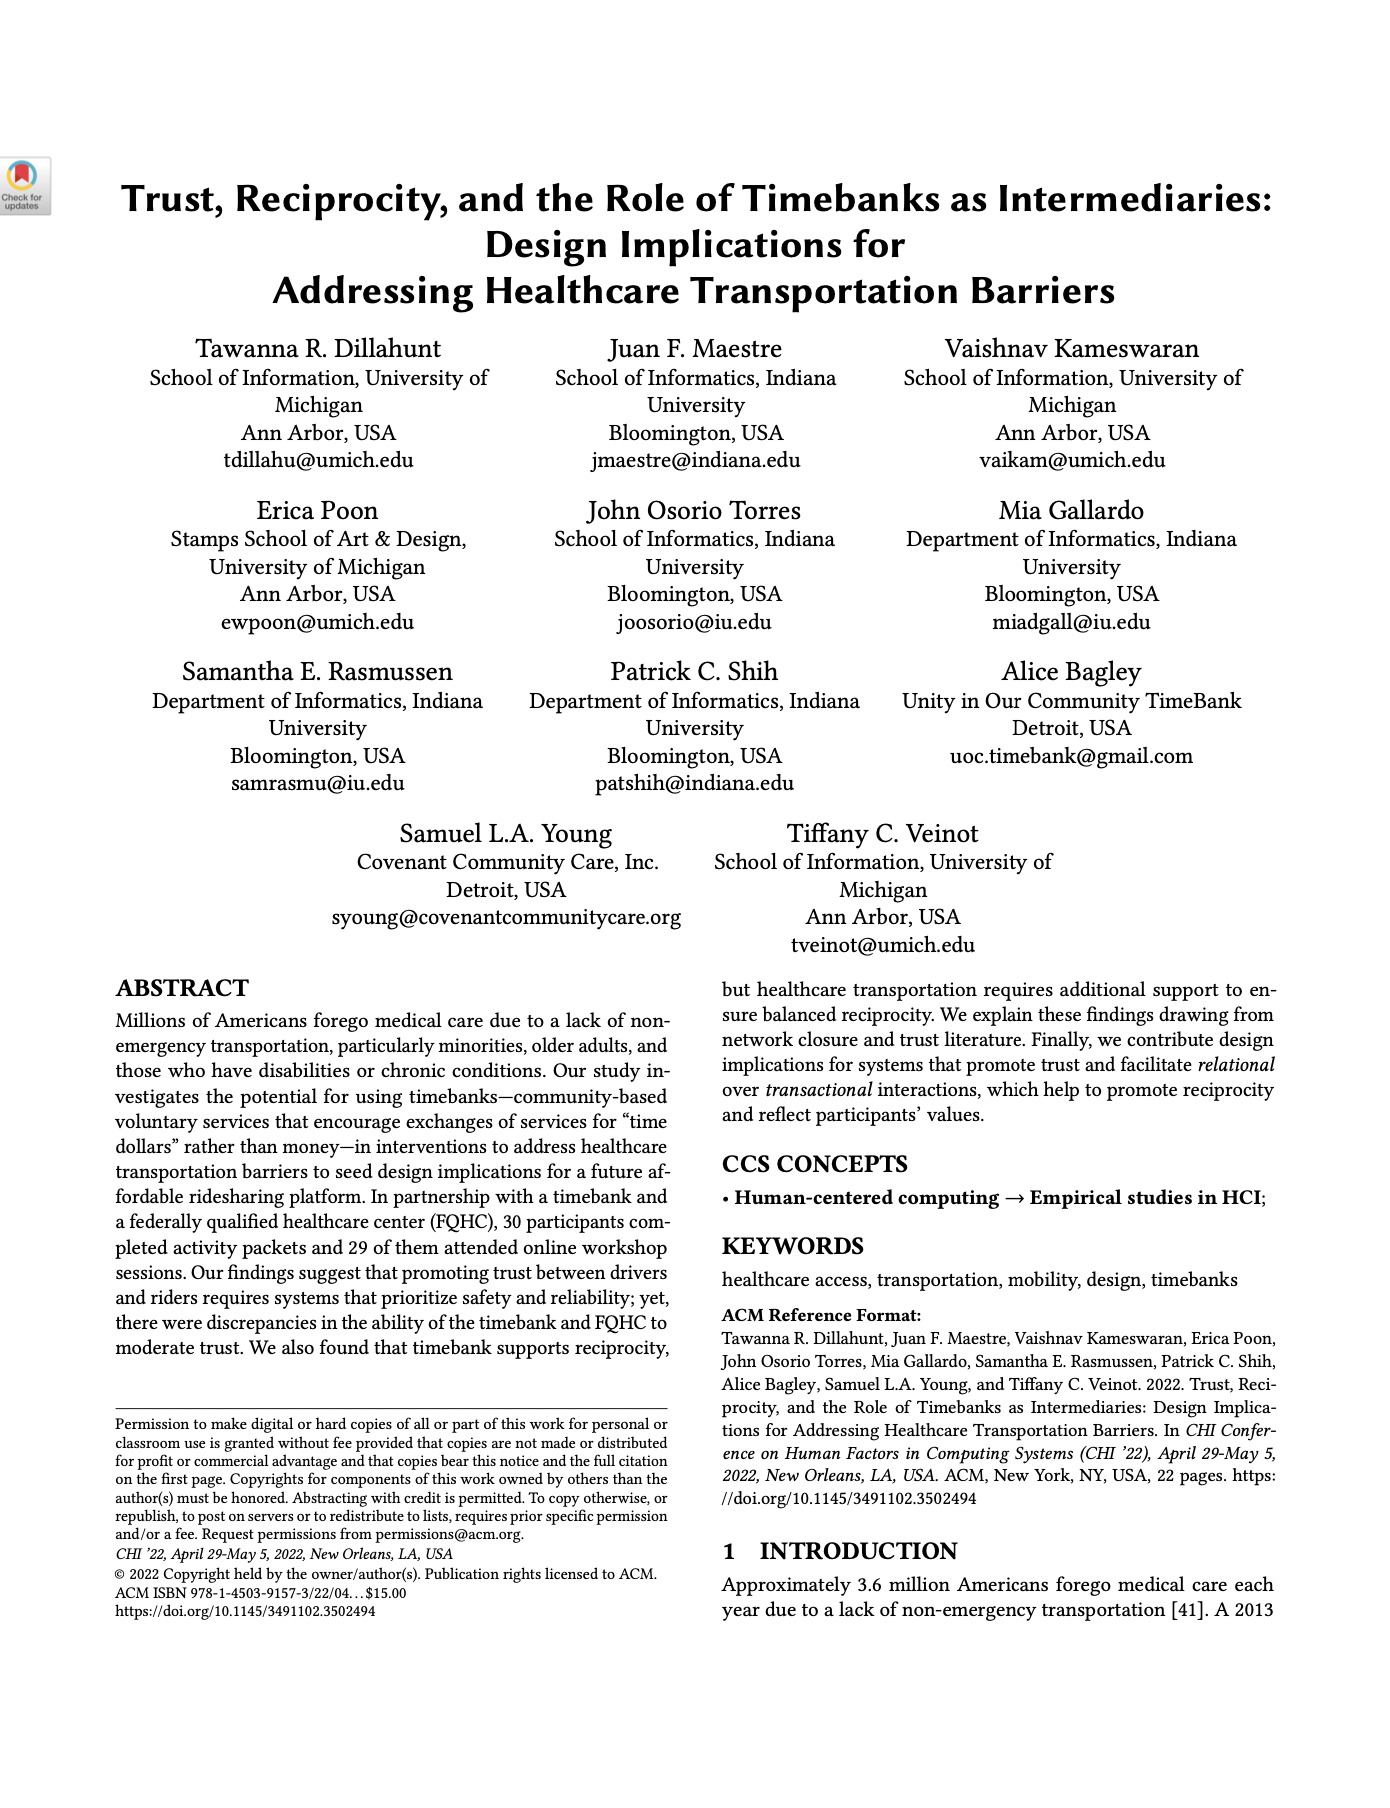 Check for
updates
Trust, Reciprocity, and the Role of Timebanks as Intermediaries:
Design Implications for
Addressing Healthcare Transportation Barriers
Tawanna R. Dillahunt
School of Information, University of
Michigan
Ann Arbor, USA
tdillahu@umich.edu
Juan F. Maestre
School of Informatics, Indiana
University
Bloomington, USA
jmaestre@indiana.edu
Vaishnav Kameswaran
School of Information, University of
Michigan
Ann Arbor, USA
vaikam@umich.edu
Erica Poon
Stamps School of Art & Design,
University of Michigan
Ann Arbor, USA
ewpoon@umich.edu
John Osorio Torres
School of Informatics, Indiana
University
Bloomington, USA
joosorio@iu.edu
Mia Gallardo
Department of Informatics, Indiana
University
Bloomington, USA
miadgall@iu.edu
Samantha E. Rasmussen
Department of Informatics, Indiana
University
Bloomington, USA
samrasmu@iu.edu
Patrick C. Shih
Department of Informatics, Indiana
University
Bloomington, USA
patshih@indiana.edu
Alice Bagley
Unity in Our Community TimeBank
Detroit, USA
uoc.timebank@gmail.com
Samuel L.A. Young
Covenant Community Care, Inc.
Detroit, USA
syoung@covenantcommunitycare.org
Tiffany C. Veinot
School of Information, University of
Michigan
Ann Arbor, USA
tveinot@umich.edu
ABSTRACT
Millions of Americans forego medical care due to a lack of non-
emergency transportation, particularly minorities, older adults, and
those who have disabilities or chronic conditions. Our study in-
vestigates the potential for using timebanks—community-based
voluntary services that encourage exchanges of services for “time
dollars” rather than money—in interventions to address healthcare
transportation barriers to seed design implications for a future af-
fordable ridesharing platform. In partnership with a timebank and
a federally qualified healthcare center (FQHC), 30 participants com-
pleted activity packets and 29 of them attended online workshop
sessions. Our findings suggest that promoting trust between drivers
and riders requires systems that prioritize safety and reliability; yet,
there were discrepancies in the ability of the timebank and FQHC to
moderate trust. We also found that timebank supports reciprocity,
Permission to make digital or hard copies of all or part of this work for personal or
classroom use is granted without fee provided that copies are not made or distributed
for profit or commercial advantage and that copies bear this notice and the full citation
on the first page. Copyrights for components of this work owned by others than the
author(s) must be honored. Abstracting with credit is permitted. To copy otherwise, or
republish, to post on servers or to redistribute to lists, requires prior specific permission
and/or a fee. Request permissions from permissions@acm.org.
CHI ’22, April 29-May 5, 2022, New Orleans, LA, USA
© 2022 Copyright held by the owner/author(s). Publication rights licensed to ACM.
ACM ISBN 978-1-4503-9157-3/22/04...$15.00
https://doi.org/10.1145/3491102.3502494
but healthcare transportation requires additional support to en-
sure balanced reciprocity. We explain these findings drawing from
network closure and trust literature. Finally, we contribute design
implications for systems that promote trust and facilitate relational
over transactional interactions, which help to promote reciprocity
and reflect participants’ values.
CCS CONCEPTS
• Human-centered computing → Empirical studies in HCI;
KEYWORDS
healthcare access, transportation, mobility, design, timebanks
ACM Reference Format:
Tawanna R. Dillahunt, Juan F. Maestre, Vaishnav Kameswaran, Erica Poon,
John Osorio Torres, Mia Gallardo, Samantha E. Rasmussen, Patrick C. Shih,
Alice Bagley, Samuel L.A. Young, and Tiffany C. Veinot. 2022. Trust, Reci-
procity, and the Role of Timebanks as Intermediaries: Design Implica-
tions for Addressing Healthcare Transportation Barriers. In CHI Confer-
ence on Human Factors in Computing Systems (CHI ’22), April 29-May 5,
2022, New Orleans, LA, USA. ACM, New York, NY, USA, 22 pages. https:
//doi.org/10.1145/3491102.3502494
1 INTRODUCTION
Approximately 3.6 million Americans forego medical care each
year due to a lack of non-emergency transportation [41]. A 2013